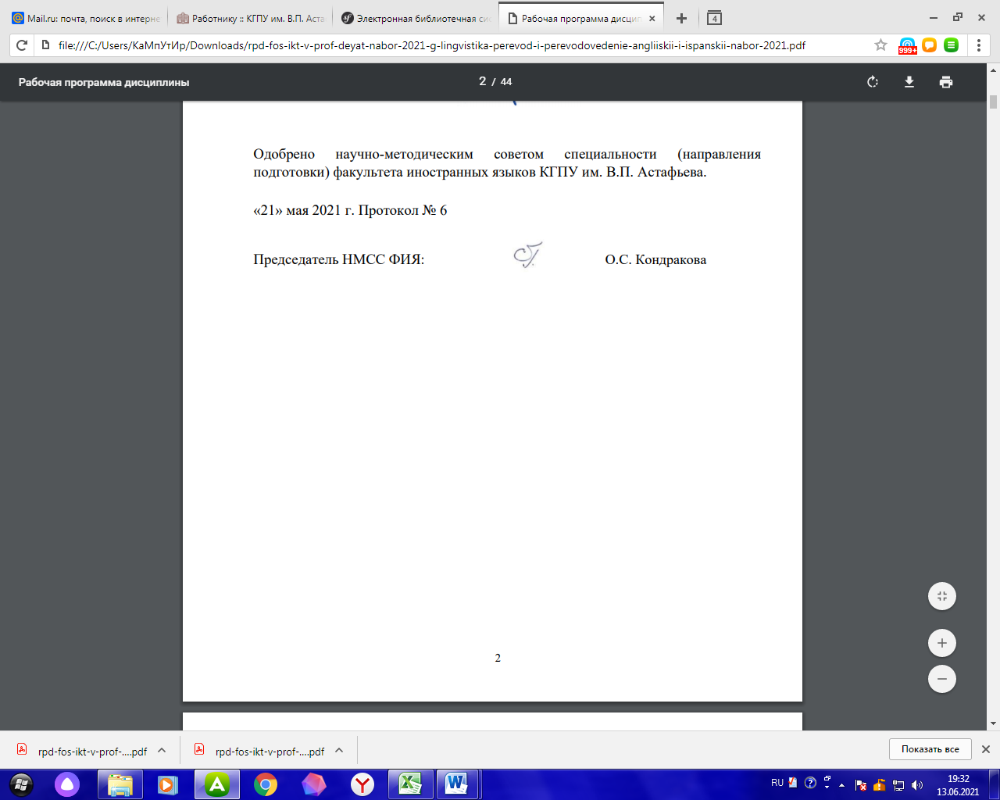 Mail.ru: почта, поиск в интерне
Работнику :: КГПУ им. В.П. Аста
Электронная библиотечная си
Рабочая программа дисцип
4
file:///C:/Users/КаМпУтИр/Downloads/rpd-fos-ikt-v-prof-deyat-nabor-2021-g-lingvistika-perevod-i-perevodovedenie-angliiskii-i-ispanskii-nabor-2021.pdf
999+
Рабочая программа дисциплины
2 / 44
Одобрено научно-методическим советом специальности (направления
подготовки) факультета иностранных языков КГПУ им. В.П. Астафьева.
«21» мая 2021 г. Протокол № 6
Председатель НМСС ФИЯ:
О.С. Кондракова
2
rpd-fos-ikt-v-prof-....pdf
rpd-fos-ikt-v-prof-....pdf
Показать все
RU
19:32
13.06.2021